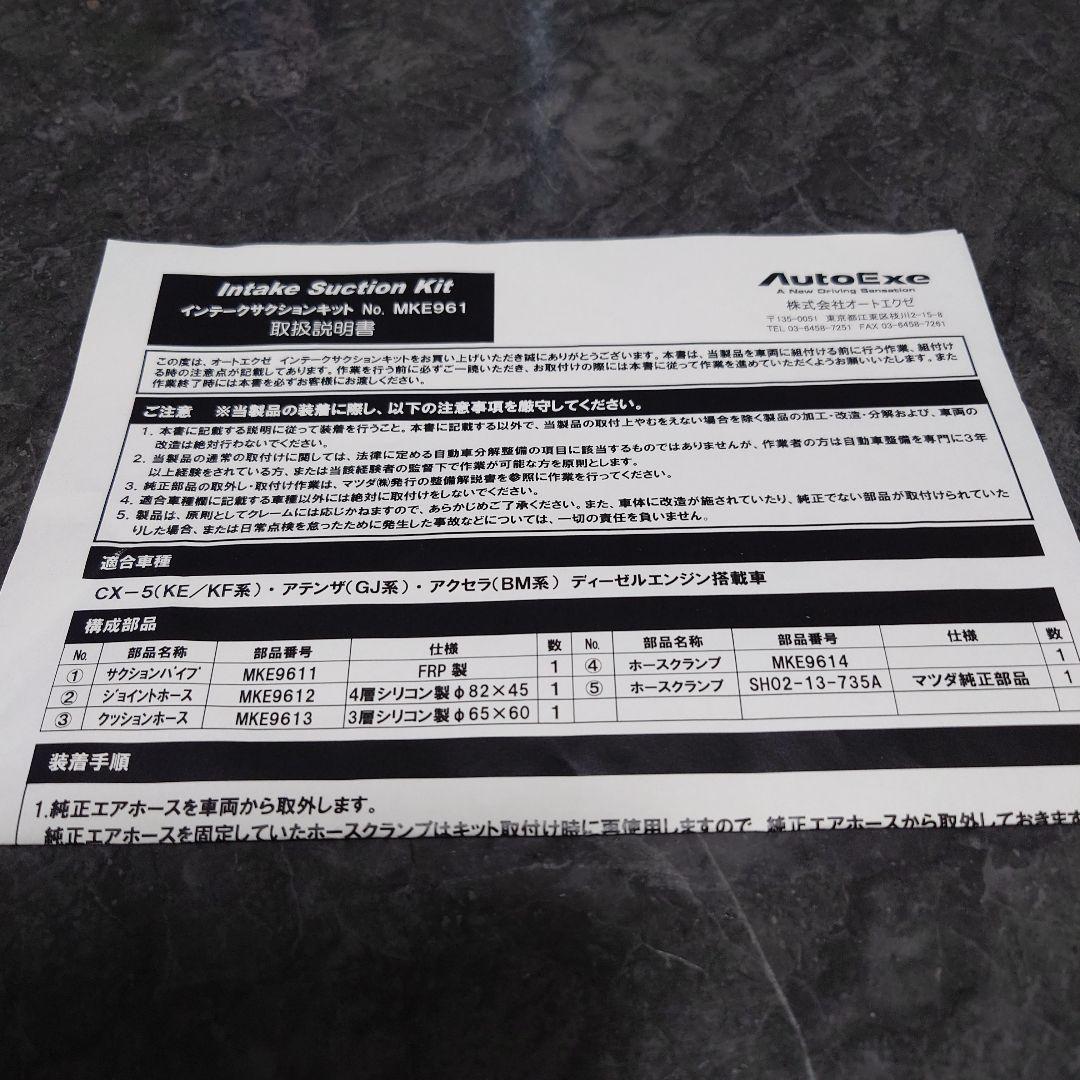 Intake Suction Kit
インテークサクションキット No. MKE961
取扱説明書
AutoExe
A New Driving Sensation
株式会社オートエクゼ
〒135-0051 東京都江東区枝川2-15-8
TEL 03-6458-7251 FAX 03-6458-7261
この度は、オートエクゼ インテークサクションキットをお買い上げいただき誠にありがとうございます。本書は、当製品を車両に組付ける前に行う作業、組付け
る時の注意点が記載してあります。作業を行う前に必ずご一読いただき、お取付けの際には本書に従って作業を進めていただくようお願いいたします。また
作業終了時には本書を必ずお客様にお渡しください。
ご注意 ※当製品の装着に際し、以下の注意事項を厳守してください。
1. 本書に記載する説明に従って装着を行うこと。本書に記載する以外で、当製品の取付上やむをえない場合を除く製品の加工・改造・分解および、車両の
改造は絶対行わないでください。
2. 当製品の通常の取付けに関しては、法律に定める自動車分解整備の項目に該当するものではありませんが、作業者の方は自動車整備を専門に3年
以上経験をされている方、または当該経験者の監督下で作業が可能な方を原則とします。
3. 純正部品の取外し・取付け作業は、マツダ㈱発行の整備解説書を参照に作業を行ってください。
4. 適合車種欄に記載する車種以外には絶対に取付けをしないでください。
5. 製品は、原則としてクレームには応じかねますので、あらかじめご了承ください。また、車体に改造が施されていたり、純正でない部品が取付けられていた
りした場合、または日常点検を怠ったために発生した事故などについては、一切の責任を負いません。
適合車種
CX-5(KE/KF系)・アテンザ(GJ系)・アクセラ(BM系) ディーゼルエンジン搭載車
構成部品
№ 部品名称 部品番号 仕様 数 № 部品名称 部品番号 仕様 数
① サクションパイプ MKE9611 FRP製 1 ④ ホースクランプ MKE9614 1
② ジョイントホース MKE9612 4層シリコン製φ82×45 1 ⑤ ホースクランプ SH02-13-735A マツダ純正部品 1
③ クッションホース MKE9613 3層シリコン製φ65×60 1
装着手順
1.純正エアホースを車両から取外します。
純正エアホースを固定していたホースクランプはキット取付け時に再使用しますので、純正エアホースから取外しておきます